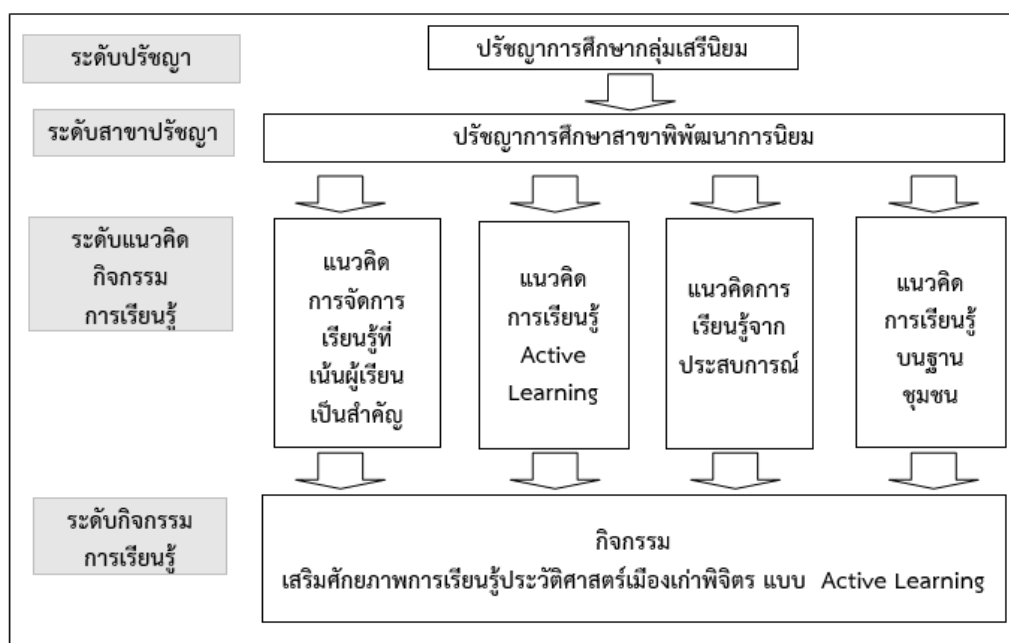 ระดับปรัชญา
ปรัชญาการศึกษากลุ่มเสรีนิยม
ระดับสาขาปรัชญา
ปรัชญาการศึกษาสาขาพิพัฒนาการนิยม
ระดับแนวคิด
กิจกรรม
การเรียนรู้
แนวคิด
การจัดการ
เรียนรู้ที่
เน้นผู้เรียน
เป็นสำคัญ
แนวคิด
การเรียนรู้
Active
Learning
แนวคิดการ
เรียนรู้จาก
ประสบการณ์
แนวคิด
การเรียนรู้
บนฐาน
ชุมชน
ระดับกิจกรรม
การเรียนรู้
กิจกรรม
เสริมศักยภาพการเรียนรู้ประวัติศาสตร์เมืองเก่าพิจิตร แบบ Active Learning